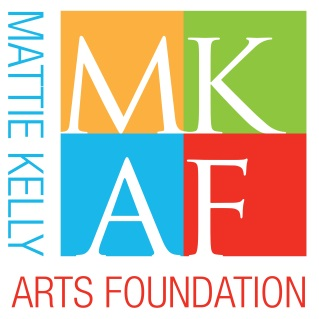 MATTIE KELLY
MK
AF
ARTS FOUNDATION